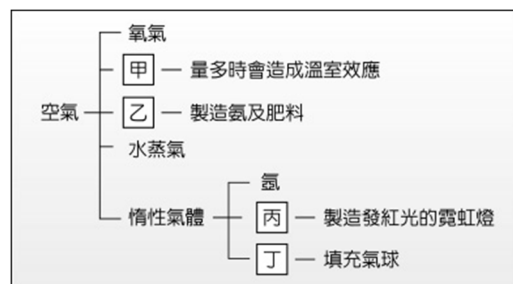 氧氣
甲 — 量多時會造成溫室效應
空氣
乙 — 製造氨及肥料
水蒸氣
氬
惰性氣體
丙 — 製造發紅光的霓虹燈
丁 — 填充氣球